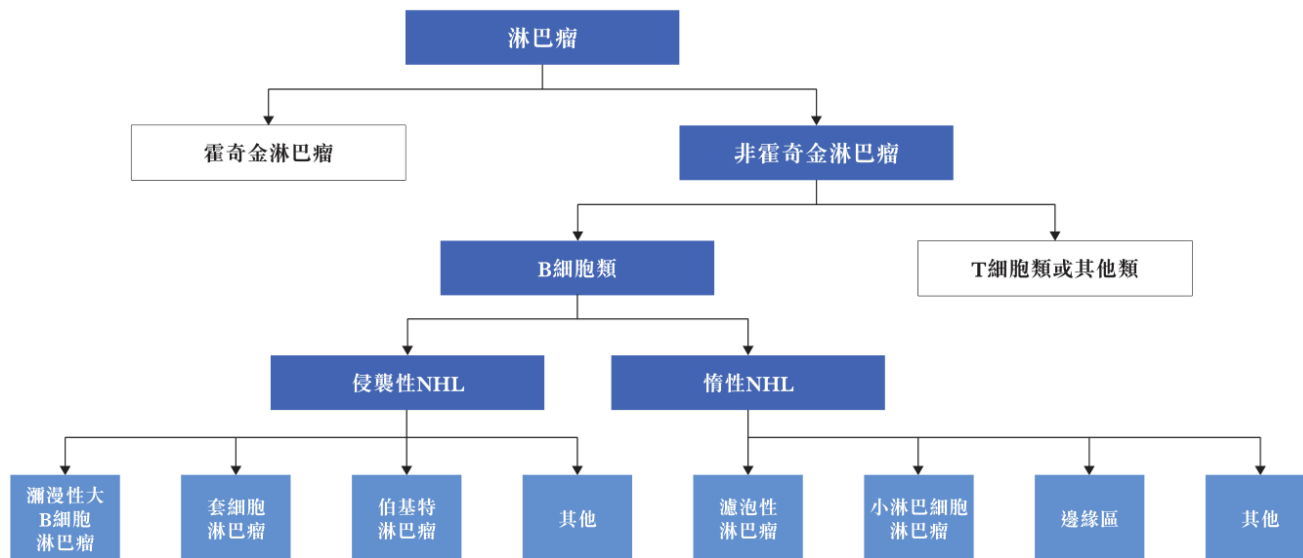 淋巴瘤
霍奇金淋巴瘤
非霍奇金淋巴瘤
B細胞類
T細胞類或其他類
侵襲性NHL
惰性NHL
瀰漫性大
B細胞
淋巴瘤
套細胞
淋巴瘤
伯基特
淋巴瘤
其他
濾泡性
淋巴瘤
小淋巴細胞
淋巴瘤
邊緣區
其他